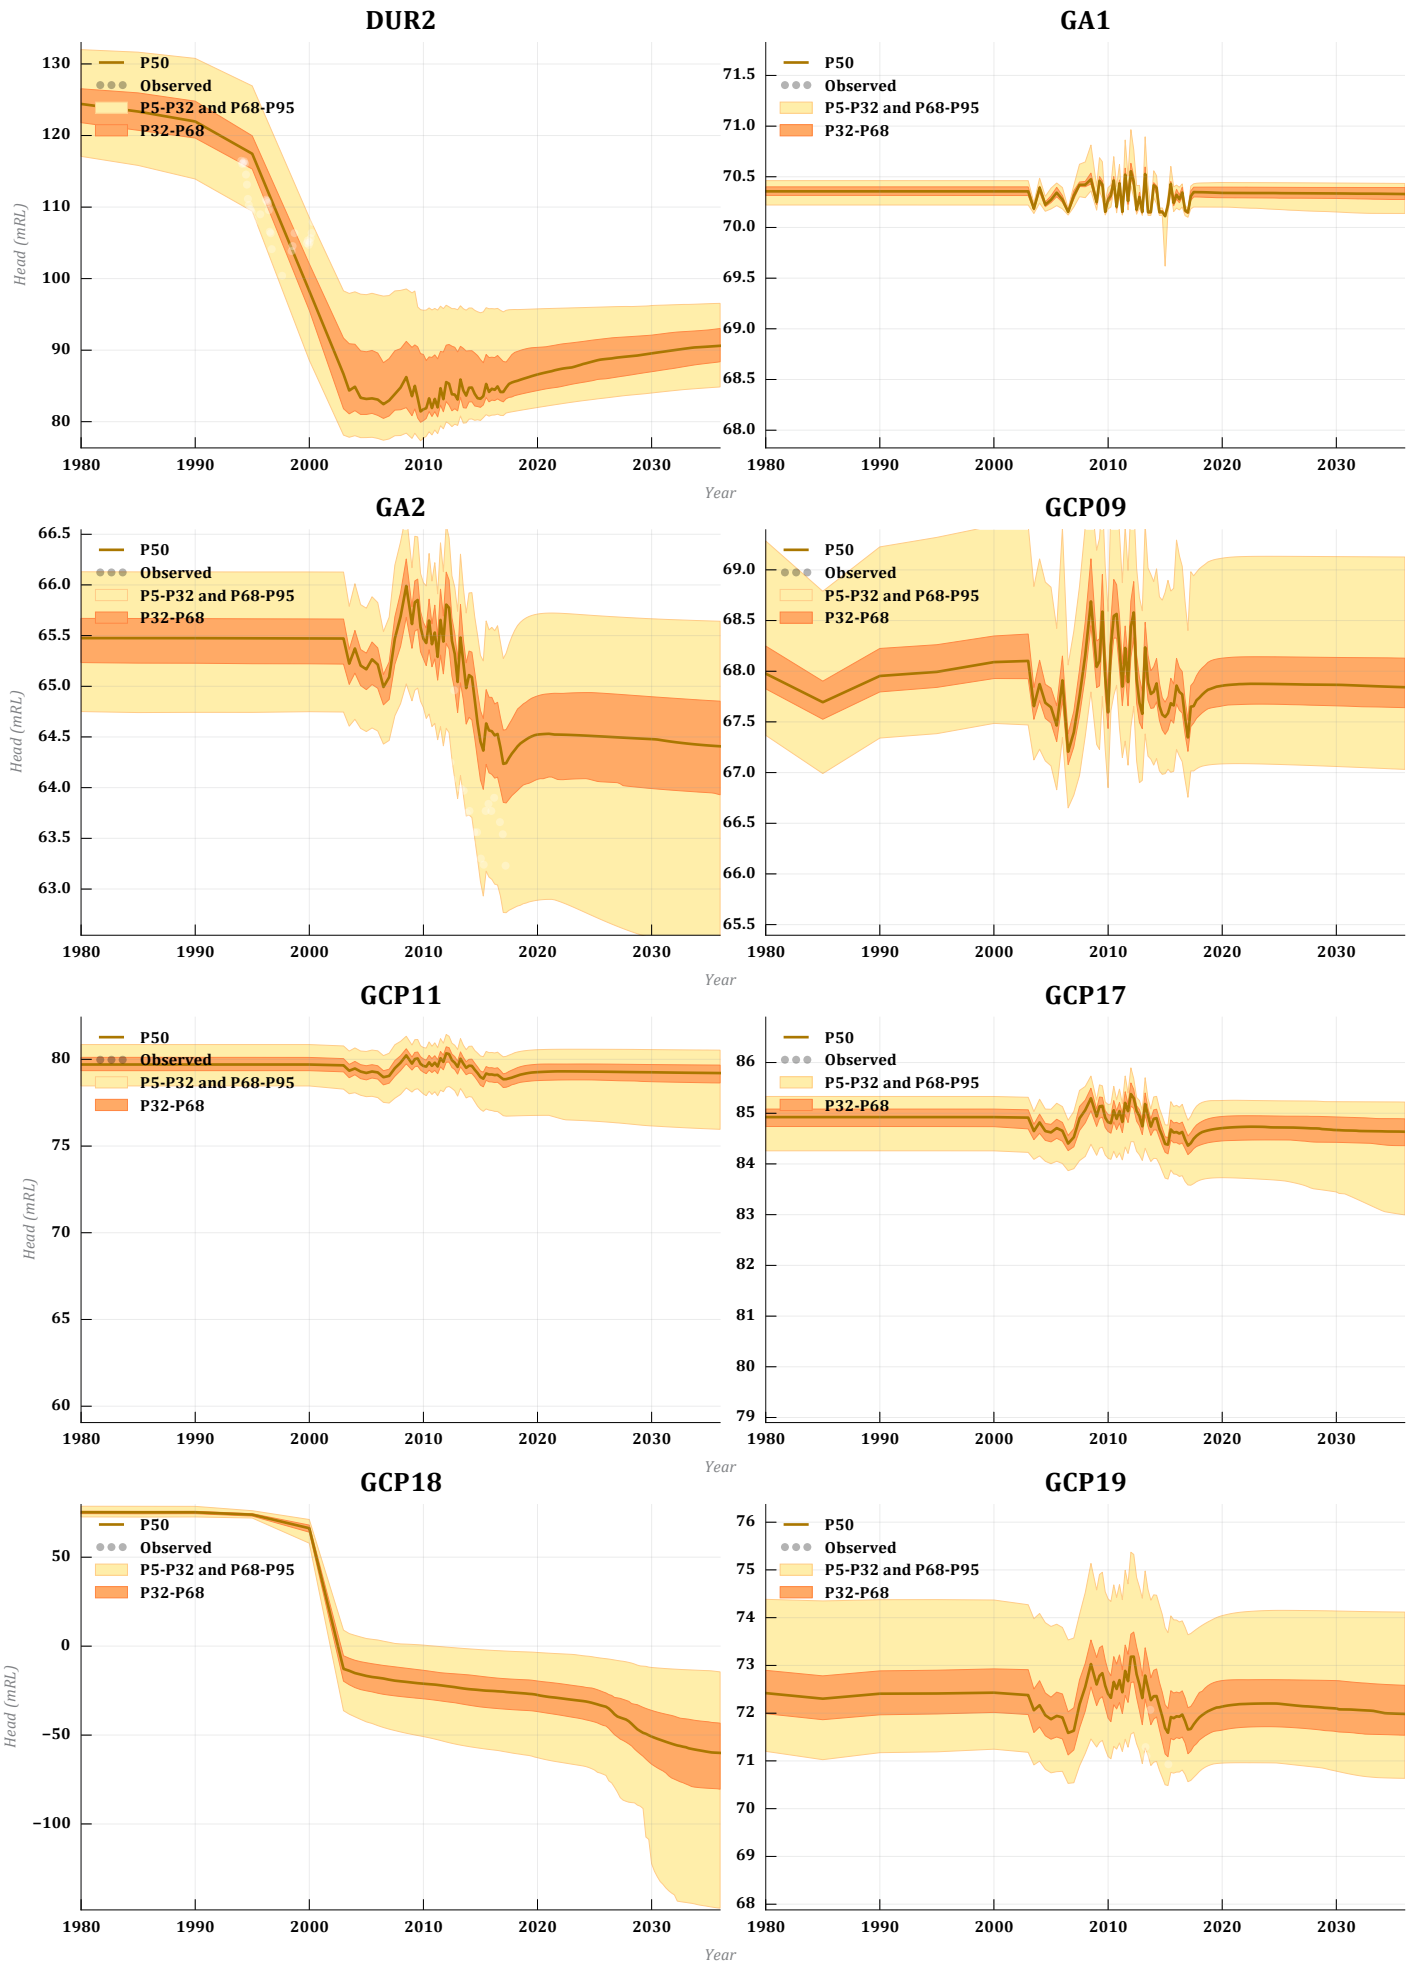 DUR2
130
120
110
100
90
80
P50
Observed
P5-P32 and P68-P95
P32-P68
Head (mRL)
1980 1990 2000 2010 2020 2030
GA1
71.5
71.0
70.5
70.0
69.5
69.0
68.5
68.0
P50
Observed
P5-P32 and P68-P95
P32-P68
1980 1990 2000 2010 2020 2030
Year
GA2
66.5
66.0
65.5
65.0
64.5
64.0
63.5
63.0
P50
Observed
P5-P32 and P68-P95
P32-P68
Head (mRL)
1980 1990 2000 2010 2020 2030
GCP09
69.0
68.5
68.0
67.5
67.0
66.5
66.0
65.5
P50
Observed
P5-P32 and P68-P95
P32-P68
1980 1990 2000 2010 2020 2030
Year
GCP11
80
75
70
65
60
P50
Observed
P5-P32 and P68-P95
P32-P68
Head (mRL)
1980 1990 2000 2010 2020 2030
GCP17
86
85
84
83
82
81
80
79
P50
Observed
P5-P32 and P68-P95
P32-P68
1980 1990 2000 2010 2020 2030
Year
GCP18
50
0
−50
−100
P50
Observed
P5-P32 and P68-P95
P32-P68
Head (mRL)
1980 1990 2000 2010 2020 2030
GCP19
76
75
74
73
72
71
70
69
68
P50
Observed
P5-P32 and P68-P95
P32-P68
1980 1990 2000 2010 2020 2030
Year